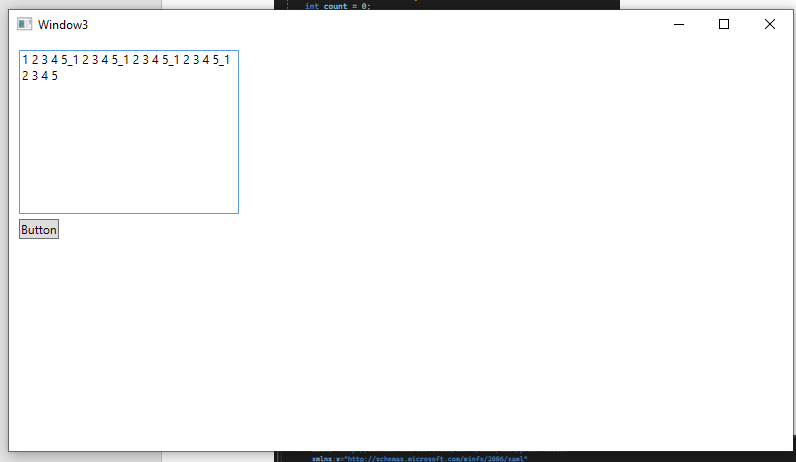 int count = 0;
Window3
1 2 3 4 5_1 2 3 4 5_1 2 3 4 5_1 2 3 4 5_1
2 3 4 5
Button
xmlns:x="http://schemas.microsoft.com/winfx/2006/xaml"